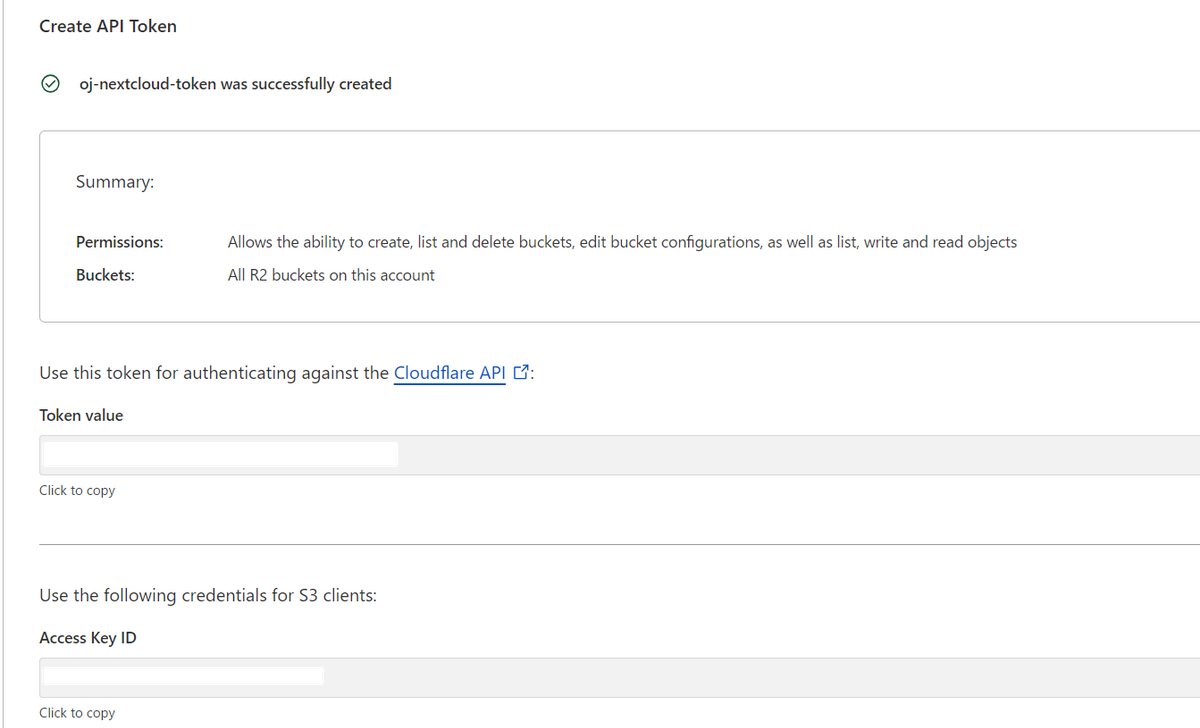 Create API Token
oj-nextcloud-token was successfully created
Summary:
Permissions: Allows the ability to create, list and delete buckets, edit bucket configurations, as well as list, write and read objects
Buckets: All R2 buckets on this account
Use this token for authenticating against the Cloudflare API :
Token value
Click to copy
Use the following credentials for S3 clients:
Access Key ID
Click to copy